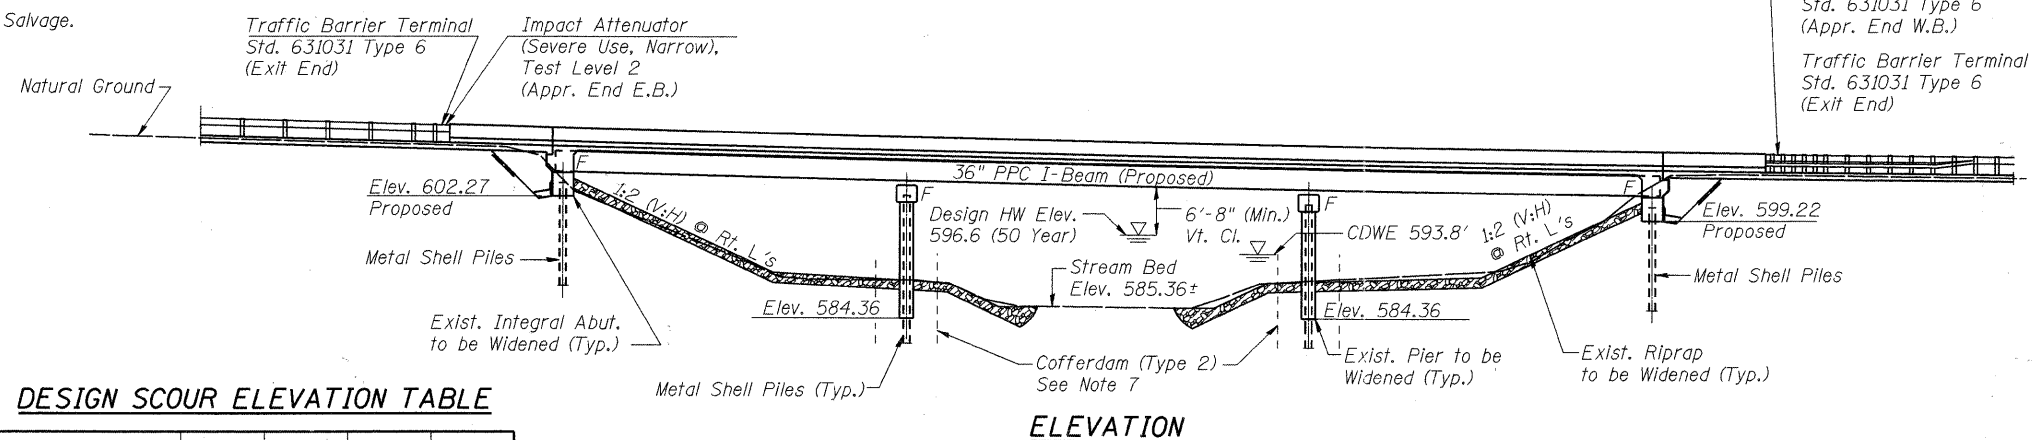 Salvage.
Traffic Barrier Terminal
Std. 631031 Type 6
(Exit End)
Impact Attenuator
(Severe Use, Narrow),
Test Level 2
(Appr. End E.B.)
Std. 631031 Type 6
(Appr. End W.B.)
Traffic Barrier Terminal
Std. 631031 Type 6
(Exit End)
Natural Ground
F
36" PPC I-Beam (Proposed)
F
Elev. 602.27
Proposed
1:2 (V:H)
@ Rt. L's
F
Design HW Elev.
596.6 (50 Year)
6'-8" (Min.)
Vt. Cl.
F
CDWE 593.8'
1:2 (V:H)
@ Rt. L's
Elev. 599.22
Proposed
Metal Shell Piles
Stream Bed
Elev. 585.36±
Metal Shell Piles
Elev. 584.36
Elev. 584.36
Exist. Integral Abut.
to be Widened (Typ.)
Metal Shell Piles (Typ.)
Cofferdam (Type 2)
See Note 7
Exist. Pier to be
Widened (Typ.)
Exist. Riprap
to be Widened (Typ.)
DESIGN SCOUR ELEVATION TABLE
ELEVATION